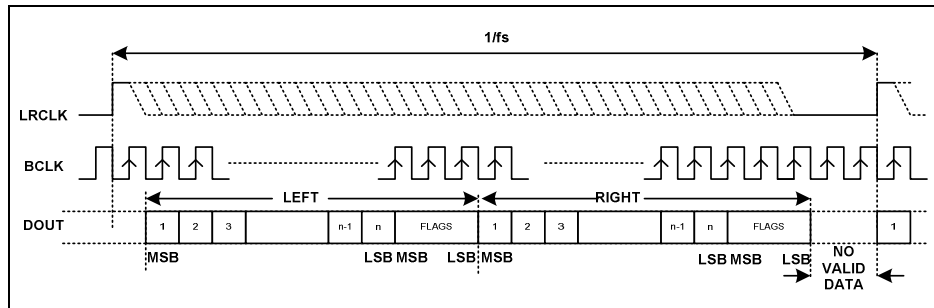 1/fs
LRCLK
BCLK
LEFT RIGHT
DOUT 1 2 3 n-1 n FLAGS 1 2 3 n-1 n FLAGS 1
MSB LSB MSB LSB MSB LSB MSB LSB NO
VALID
DATA